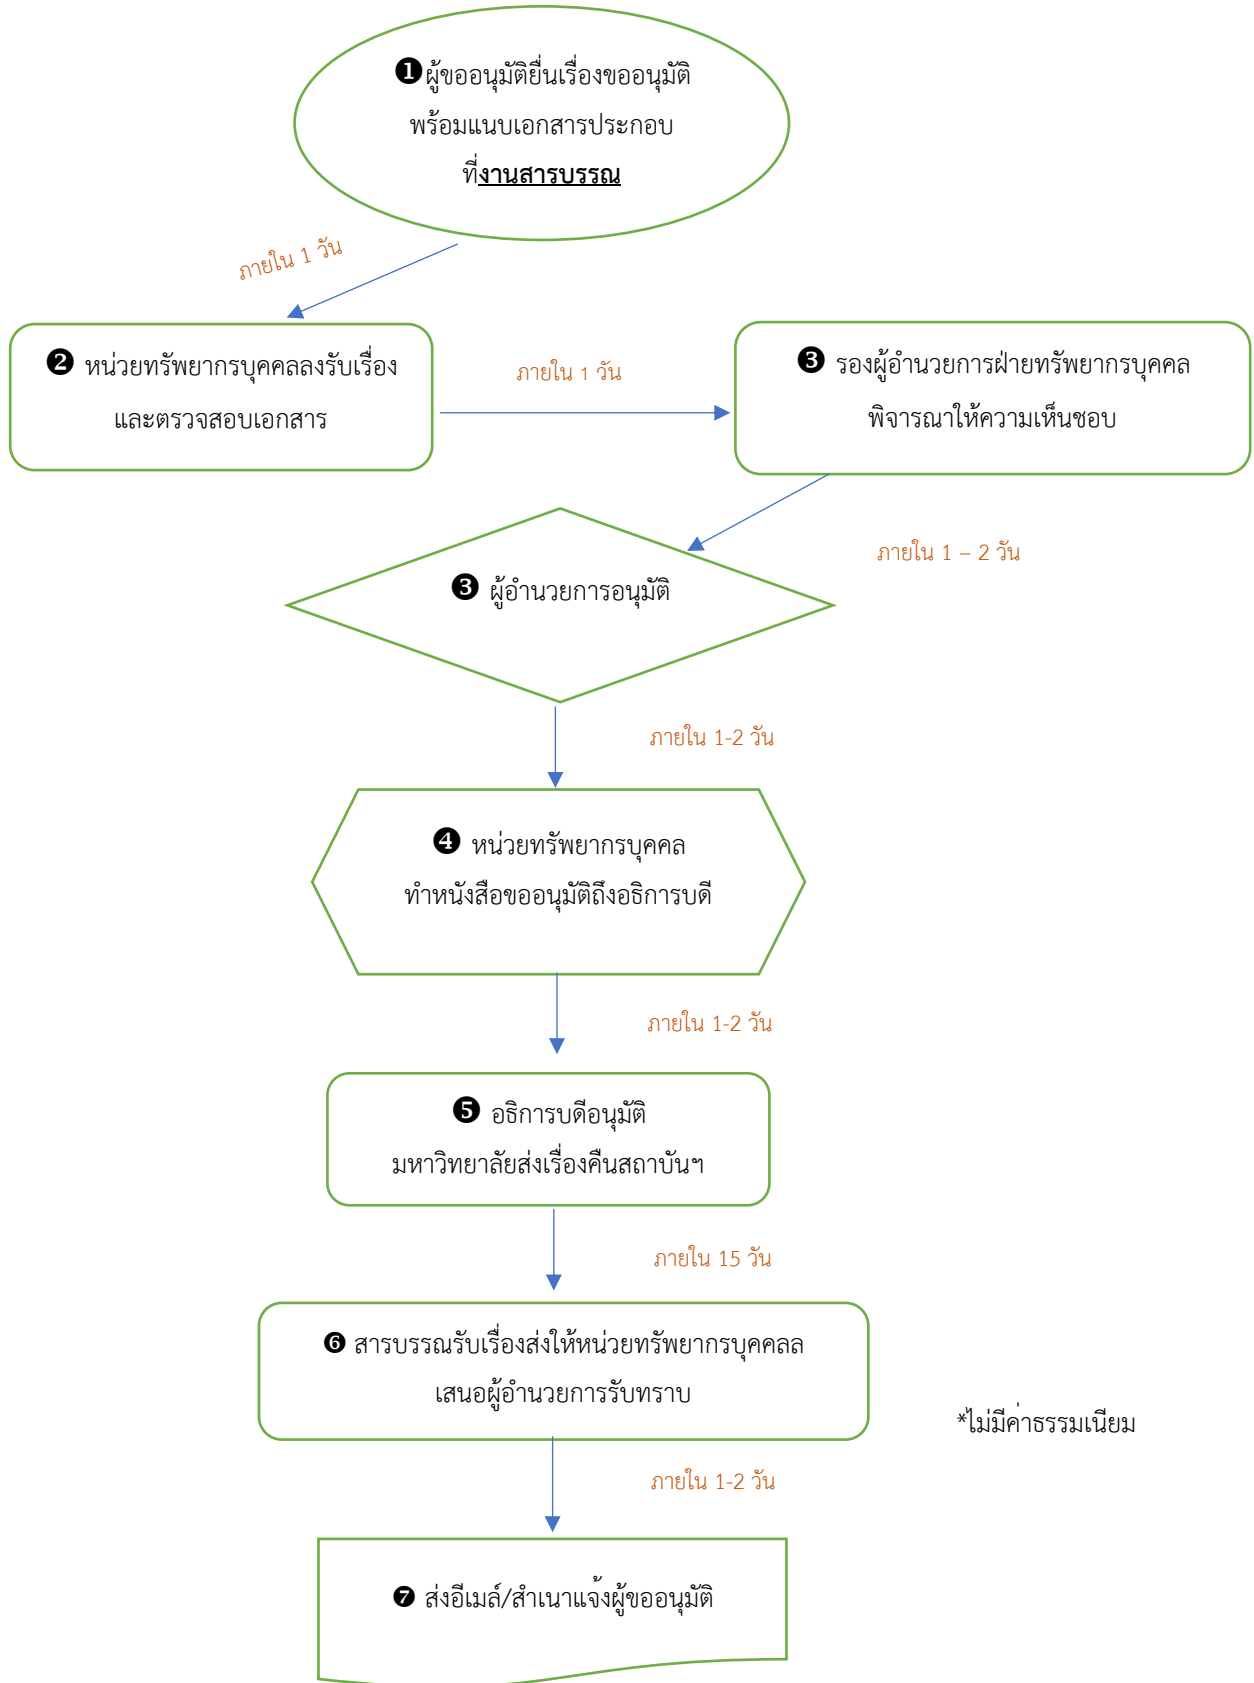 ❶ผู้ขออนุมัติยื่นเรื่องขออนุมัติ
พร้อมแนบเอกสารประกอบ
ที่งานสารบรรณ
ภายใน 1 วัน
❷ หน่วยทรัพยากรบุคคลลงรับเรื่อง
และตรวจสอบเอกสาร
ภายใน 1 วัน
❸ รองผู้อำนวยการฝ่ายทรัพยากรบุคคล
พิจารณาให้ความเห็นชอบ
ภายใน 1 – 2 วัน
❸ ผู้อำนวยการอนุมัติ
ภายใน 1-2 วัน
❹ หน่วยทรัพยากรบุคคล
ทำหนังสือขออนุมัติถึงอธิการบดี
ภายใน 1-2 วัน
❺ อธิการบดีอนุมัติ
มหาวิทยาลัยส่งเรื่องคืนสถาบันฯ
ภายใน 15 วัน
❻ สารบรรณรับเรื่องส่งให้หน่วยทรัพยากรบุคคลล
เสนอผู้อำนวยการรับทราบ
*ไม่มีค่าธรรมเนียม
ภายใน 1-2 วัน
❼ ส่งอีเมล์/สำเนาแจ้งผู้ขออนุมัติ